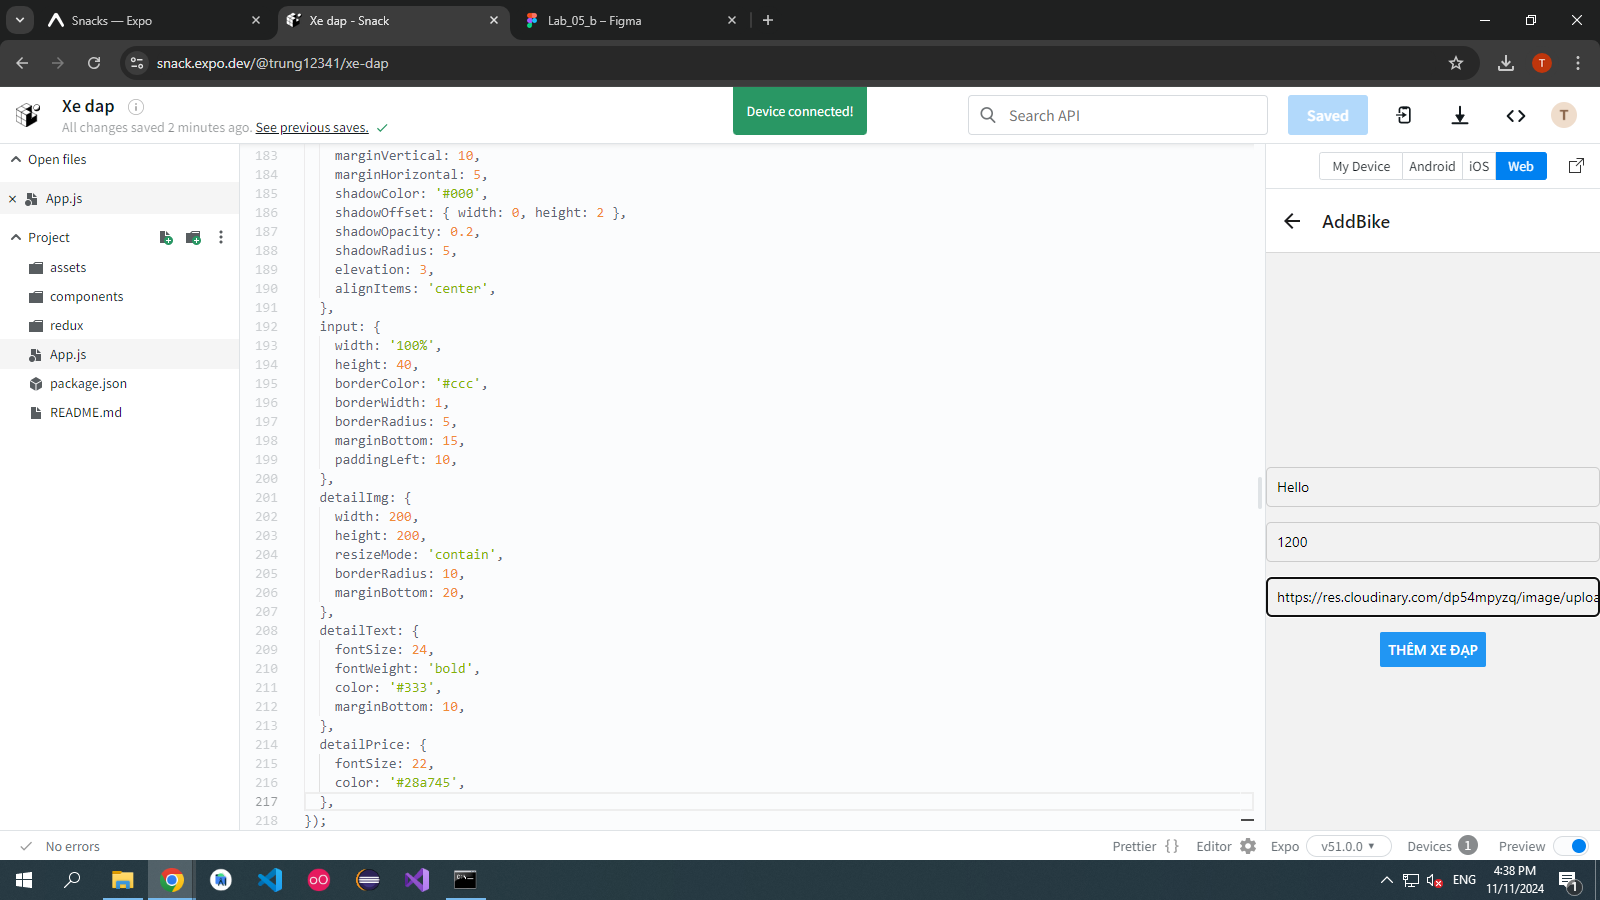 Snacks — Expo
Xe dap - Snack
Lab_05_b – Figma
snack.expo.dev/@trung12341/xe-dap
T
Xe dap
All changes saved 2 minutes ago. See previous saves.
Device connected!
Search API
Saved
T
Open files
App.js
Project
assets
components
redux
App.js
package.json
README.md
183 marginVertical: 10,
184 marginHorizontal: 5,
185 shadowColor: '#000',
186 shadowOffset: { width: 0, height: 2 },
187 shadowOpacity: 0.2,
188 shadowRadius: 5,
189 elevation: 3,
190 alignItems: 'center',
191 },
192 input: {
193 width: '100%',
194 height: 40,
195 borderColor: '#ccc',
196 borderWidth: 1,
197 borderRadius: 5,
198 marginBottom: 15,
199 paddingLeft: 10,
200 },
201 detailImg: {
202 width: 200,
203 height: 200,
204 resizeMode: 'contain',
205 borderRadius: 10,
206 marginBottom: 20,
207 },
208 detailText: {
209 fontSize: 24,
210 fontWeight: 'bold',
211 color: '#333',
212 marginBottom: 10,
213 },
214 detailPrice: {
215 fontSize: 22,
216 color: '#28a745',
217 },
218 });
My Device Android iOS Web
AddBike
Hello
1200
https://res.cloudinary.com/dp54mpyzq/image/uploa
THÊM XE ĐẠP
No errors
Prettier { } Editor Expo v51.0.0 Devices 1 Preview
ENG
4:38 PM
11/11/2024
1